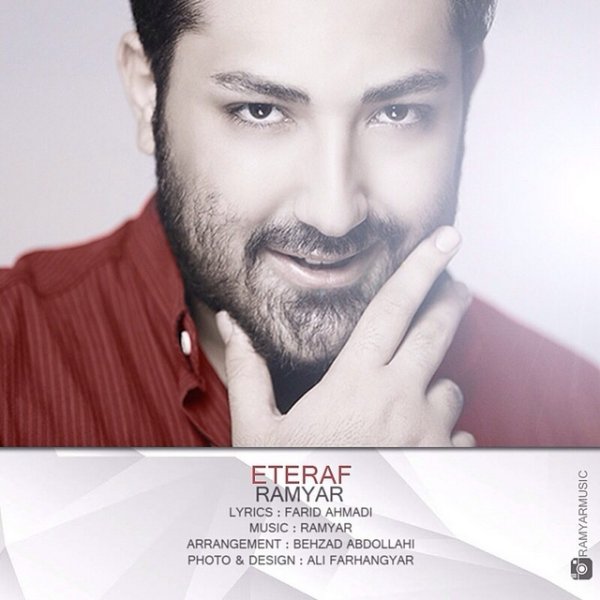 ETERAF
RAMYAR
LYRICS : FARID AHMADI
MUSIC : RAMYAR
ARRANGEMENT : BEHZAD ABDOLLAHI
PHOTO & DESIGN : ALI FARHANGYAR
RAMYARMUSIC